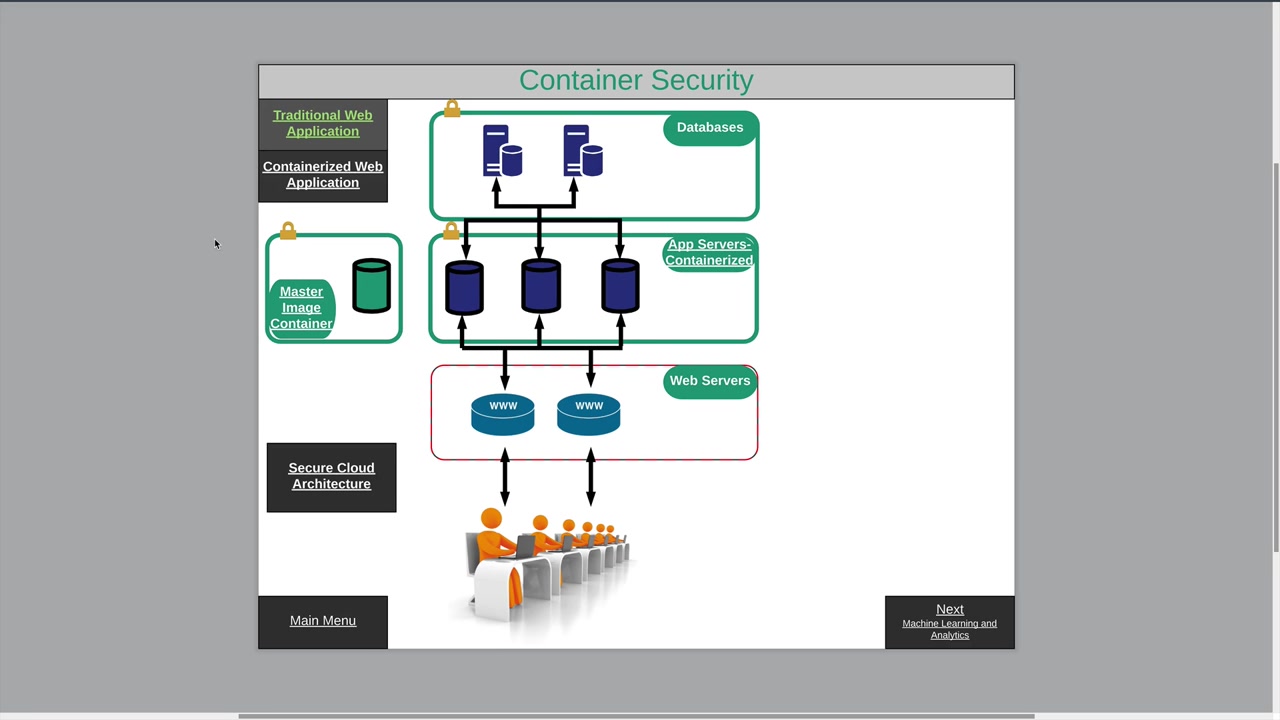 Container Security
Traditional Web
Application
Containerized Web
Application
Databases
App Servers-
Containerized
Master
Image
Container
Web Servers
www
www
Secure Cloud
Architecture
Main Menu
Next
Machine Learning and
Analytics